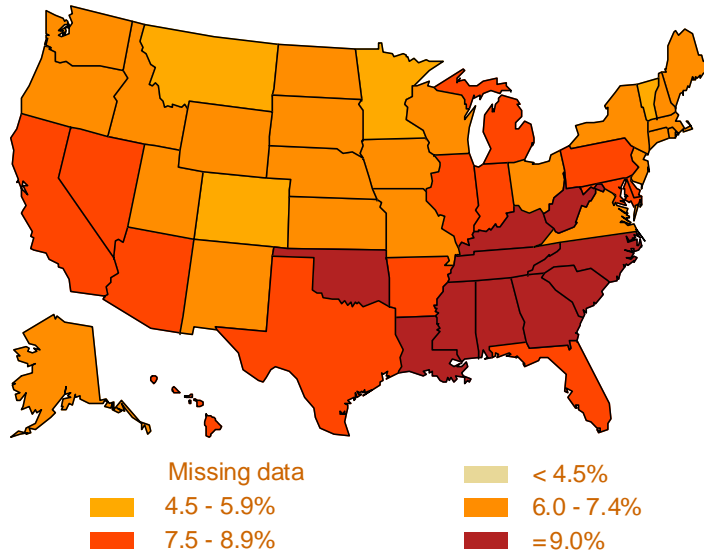 Missing data
< 4.5%
4.5 - 5.9%
6.0 - 7.4%
7.5 - 8.9%
=9.0%